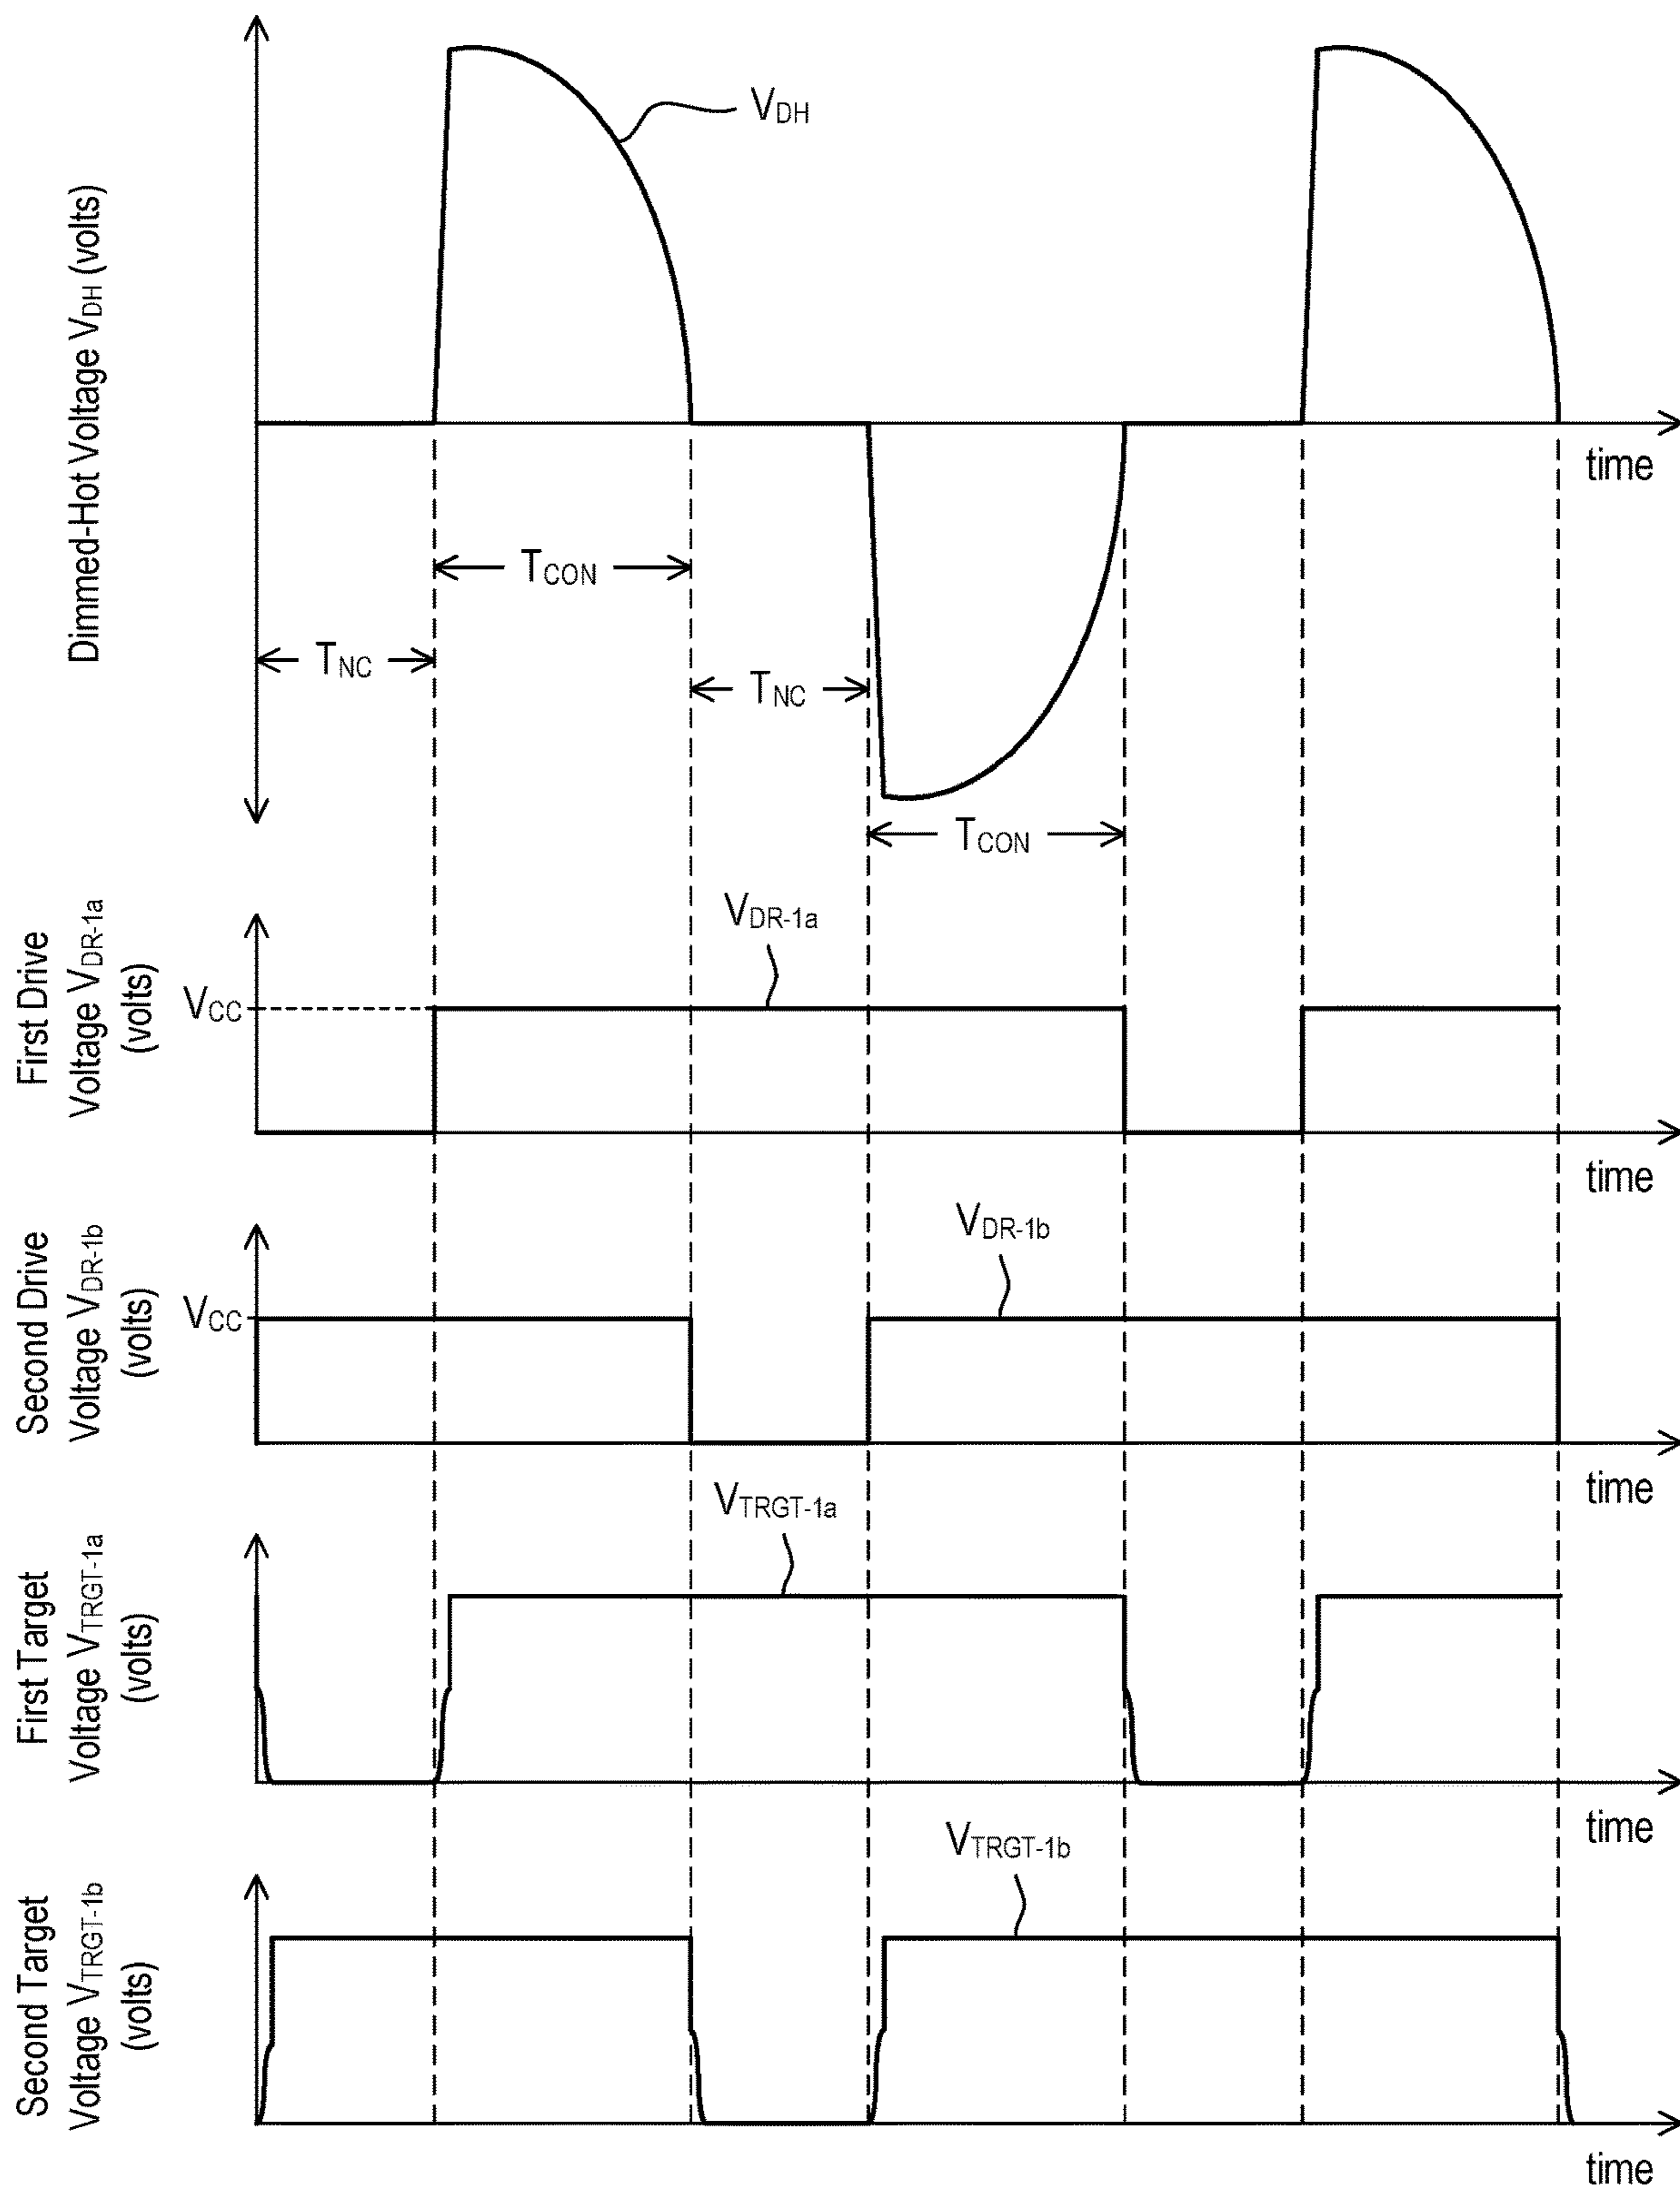 Dimmed-Hot Voltage VDH (volts)
VDH
time
TCON
TNC
TNC
TCON
First Drive
Voltage VDR-1a
(volts)
VDR-1a
VCC
time
Second Drive
Voltage VDR-1b
(volts)
VDR-1b
VCC
time
First Target
Voltage VTRGT-1a
(volts)
VTRGT-1a
time
Second Target
Voltage VTRGT-1b
(volts)
VTRGT-1b
time